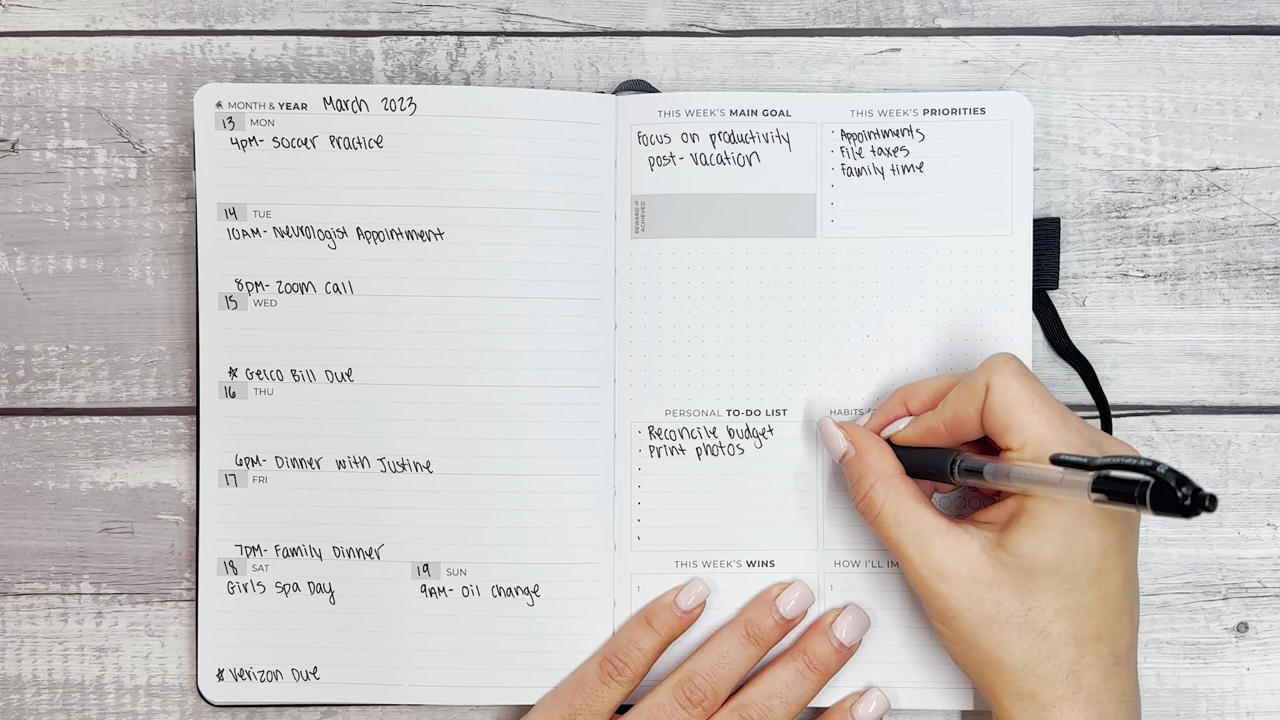 MONTH & YEAR March 2023
13 MON
4PM- Soccer Practice
14 TUE
10AM- Neurologist Appointment
8PM- Zoom call
15 WED
☆ Geico Bill Due
16 THU
6PM- Dinner with Justine
17 FRI
7PM- Family Dinner
18 SAT
Girls Spa Day
☆ Verizon Due
19 SUN
9AM- Oil change
THIS WEEK'S MAIN GOAL
Focus on productivity
post-vacation
REWARD IF
ACHIEVED
THIS WEEK'S PRIORITIES
• Appointments
• File taxes
• Family time
PERSONAL TO-DO LIST
• Reconcile budget
• Print photos
HABITS
THIS WEEK'S WINS
1
HOW I'LL
1